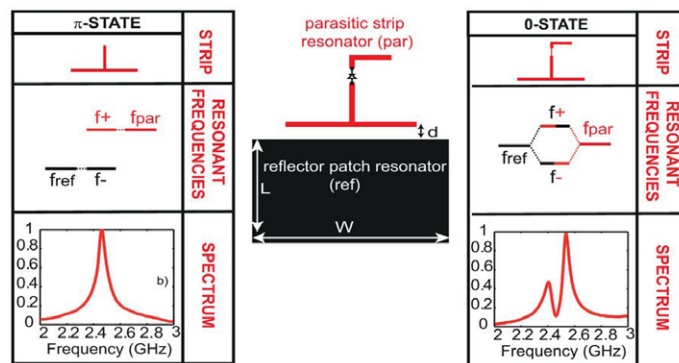 π-STATE
STRIP
f+ fpar
fref f-
RESONANT
FREQUENCIES
1
0.8
0.6
0.4
0.2
0
b)
2 2.2 2.4 2.6 2.8 3
Frequency (GHz)
SPECTRUM
parasitic strip
resonator (par)
d
reflector patch resonator
(ref)
L
W
0-STATE
STRIP
f+
fref fpar
f-
RESONANT
FREQUENCIES
1
0.8
0.6
0.4
0.2
0
2 2.2 2.4 2.6 2.8 3
Frequency (GHz)
SPECTRUM